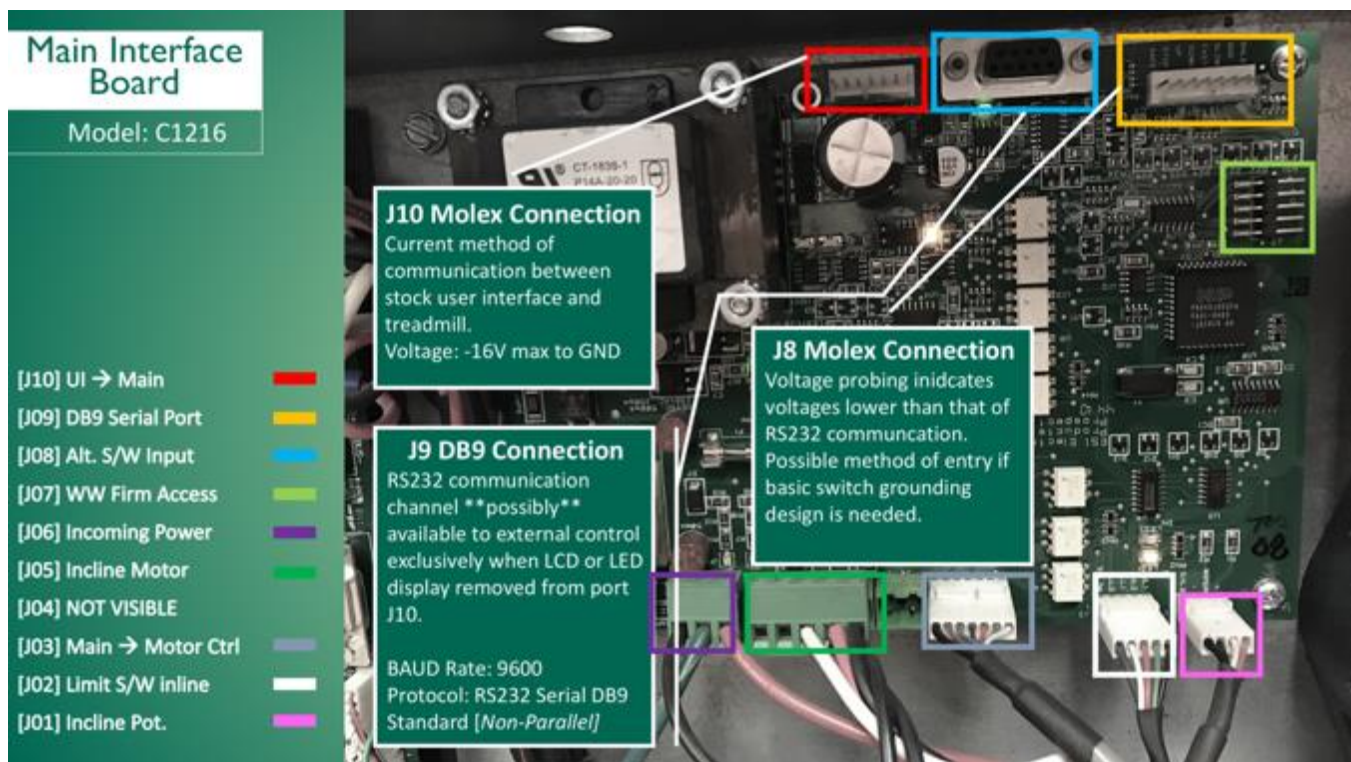 Main Interface
Board
Model: C1216
[J10] UI → Main
[J09] DB9 Serial Port
[J08] Alt. S/W Input
[J07] WW Firm Access
[J06] Incoming Power
[J05] Incline Motor
[J04] NOT VISIBLE
[J03] Main → Motor Ctrl
[J02] Limit S/W inline
[J01] Incline Pot.
CT-1836-1
P14A-20-20
J10 Molex Connection
Current method of
communication between
stock user interface and
treadmill.
Voltage: -16V max to GND
J9 DB9 Connection
RS232 communication
channel **possibly**
available to external control
exclusively when LCD or LED
display removed from port
J10.
BAUD Rate: 9600
Protocol: RS232 Serial DB9
Standard [Non-Parallel]
J8 Molex Connection
Voltage probing inidcates
voltages lower than that of
RS232 communcation.
Possible method of entry if
basic switch grounding
design is needed.